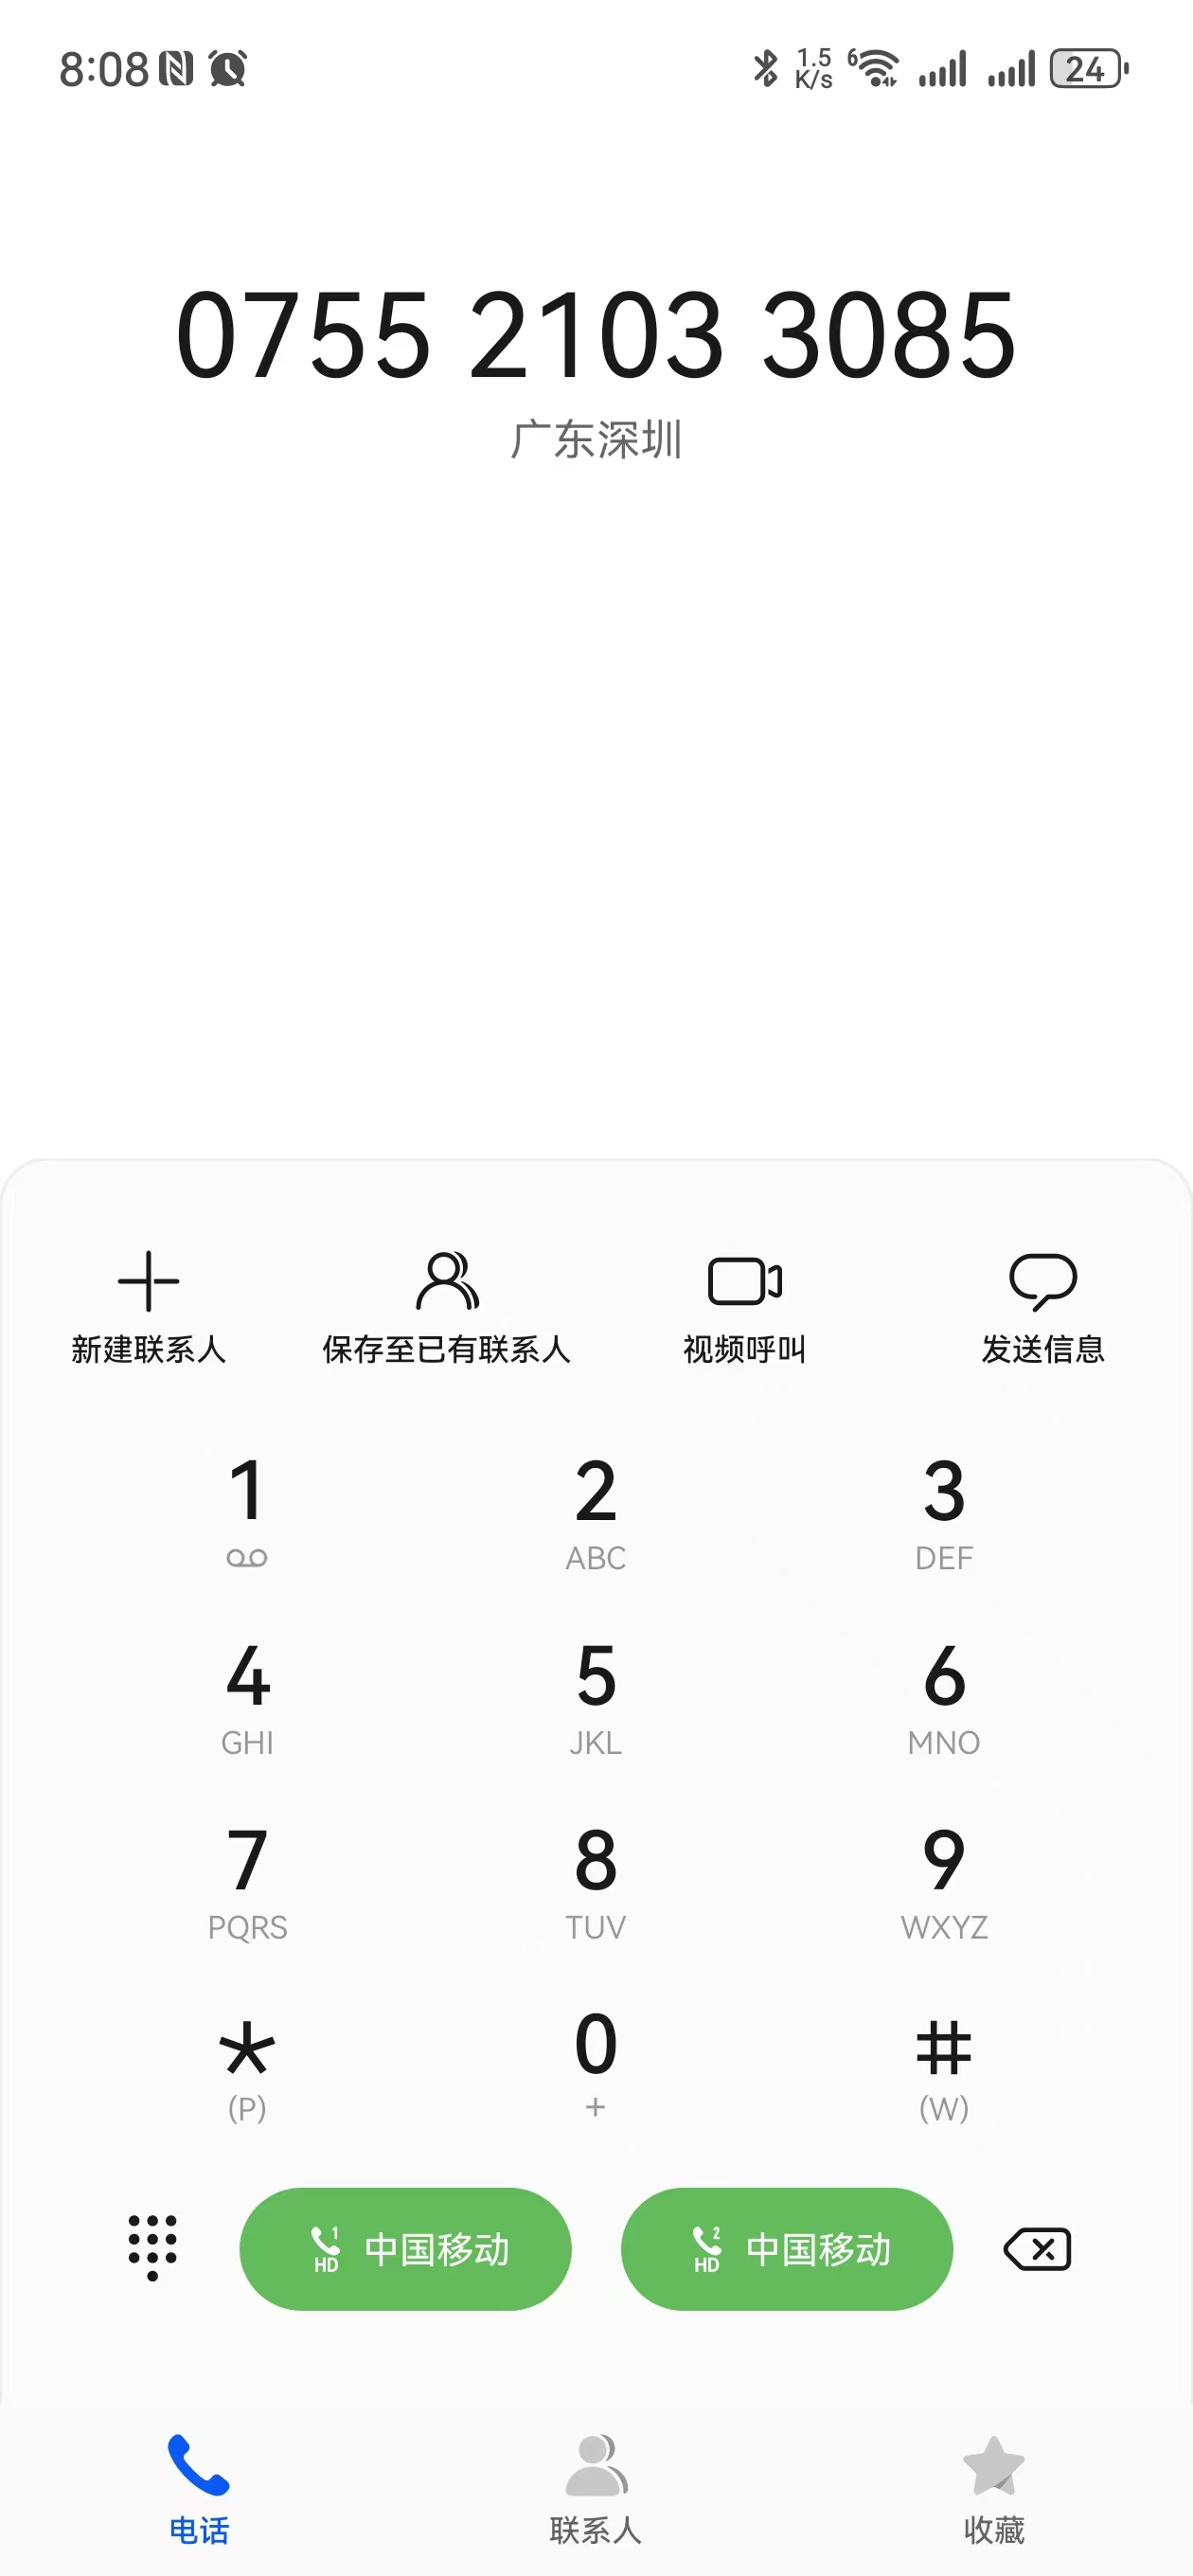 8:08 1.5 K/s 6 24
0755 2103 3085
广东深圳
新建联系人 保存至已有联系人 视频呼叫 发送信息
1 2 3
ABC DEF
4 5 6
GHI JKL MNO
7 8 9
PQRS TUV WXYZ
* 0 #
(P) + (W)
1 HD 中国移动 2 HD 中国移动
电话 联系人 收藏